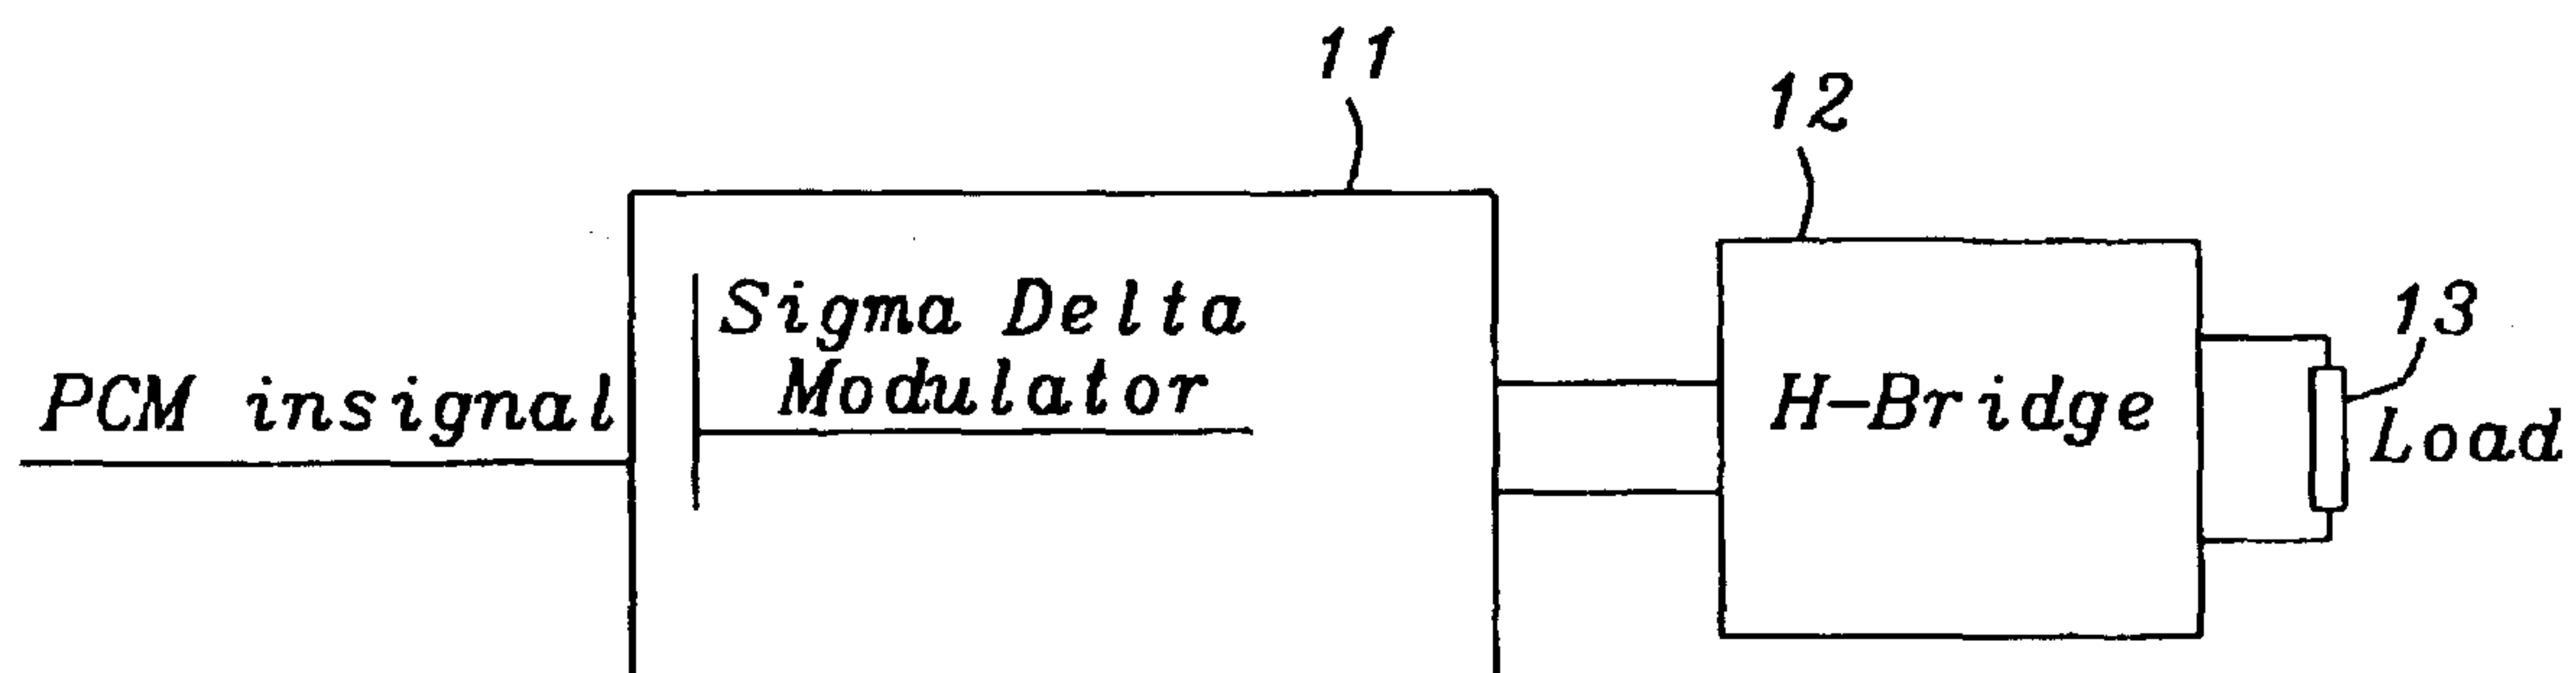 11
12
13
Sigma Delta
Modulator
PCM insignal
H-Bridge
Load